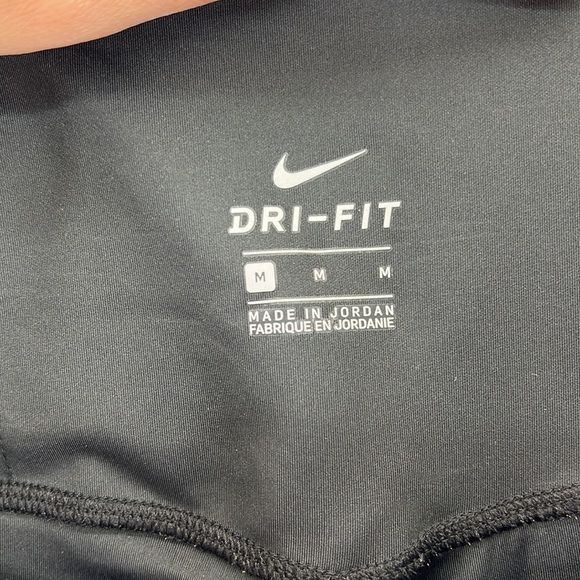 DRI-FIT
M M M
MADE IN JORDAN
FABRIQUE EN JORDANIE